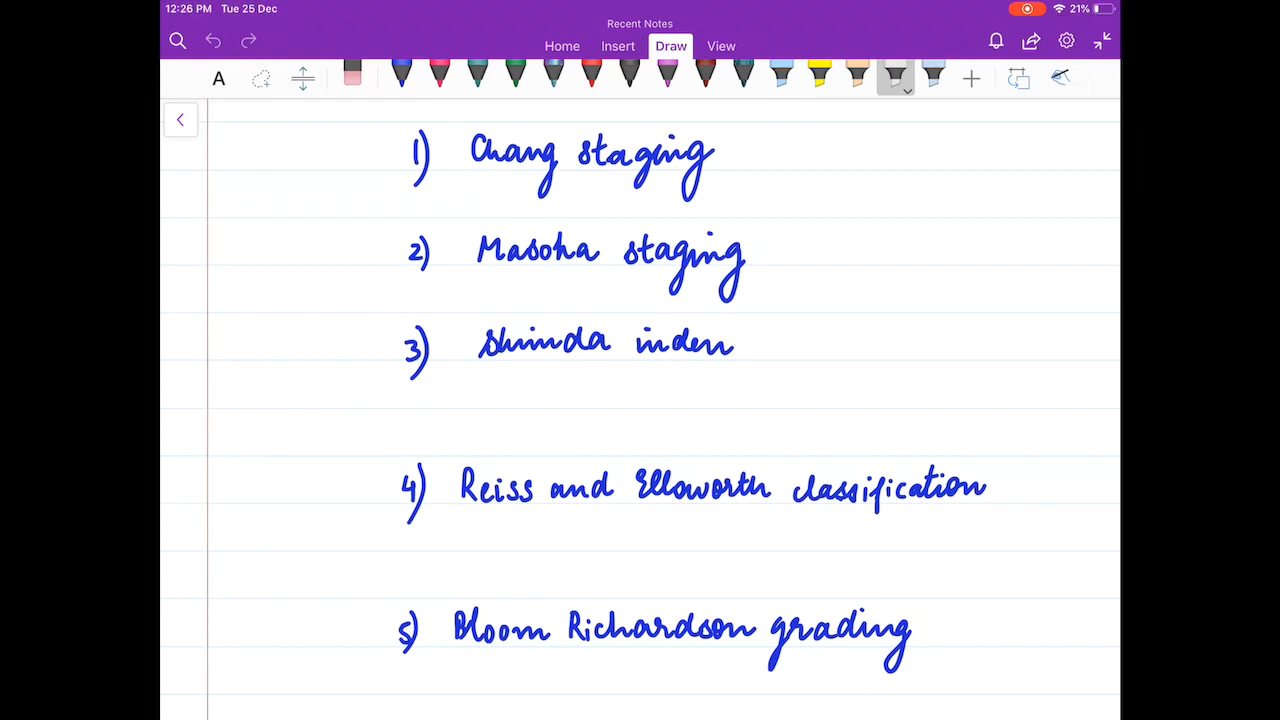 12:26 PM Tue 25 Dec 21%
Recent Notes
Home Insert Draw View
A
1) Chang staging
2) Masoha staging
3) Shimda inden
4) Reiss and Ellsworth classification
5) Bloom Richardson grading